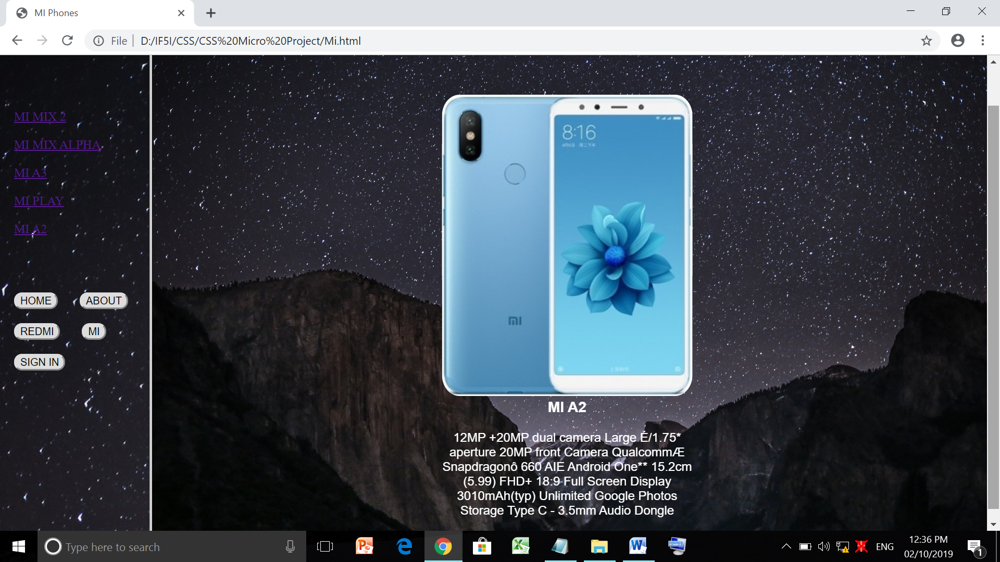 MI Phones
File
D:/IF5I/CSS/CSS%20Micro%20Project/Mi.html
MI MIX 2
MI MIX ALPHA
MI A3
MI PLAY
MI A2
HOME
ABOUT
REDMI
MI
SIGN IN
8:16
MI
MI A2
12MP +20MP dual camera Large É/1.75*
aperture 20MP front Camera QualcommÆ
Snapdragonô 660 AIE Android One** 15.2cm
(5.99) FHD+ 18:9 Full Screen Display
3010mAh(typ) Unlimited Google Photos
Storage Type C - 3.5mm Audio Dongle
Type here to search
ENG
12:36 PM
02/10/2019
1